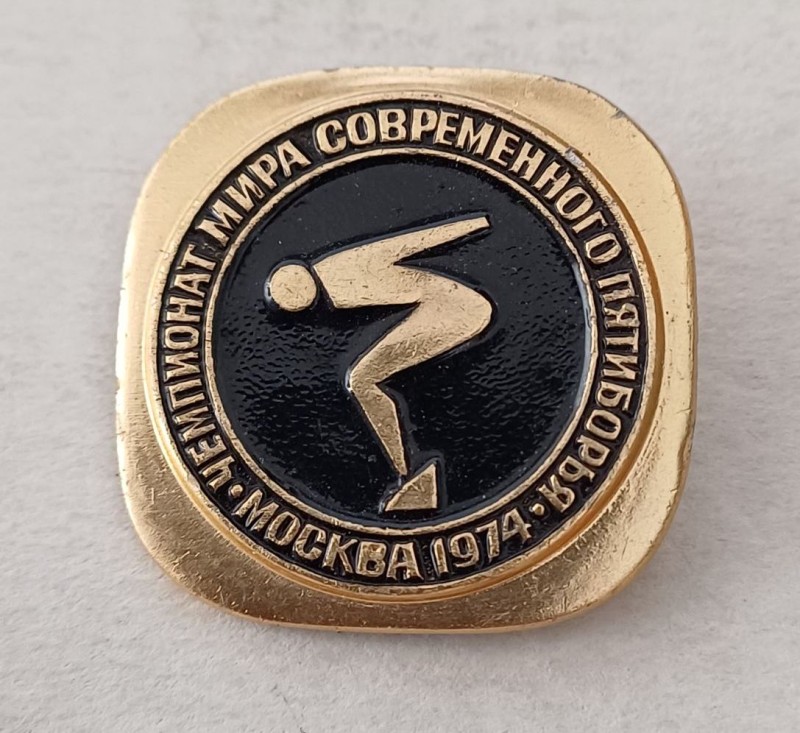 ЧЕМПИОНАТ МИРА СОВРЕМЕННОГО ПЯТИБОРЬЯ
• МОСКВА 1974 •